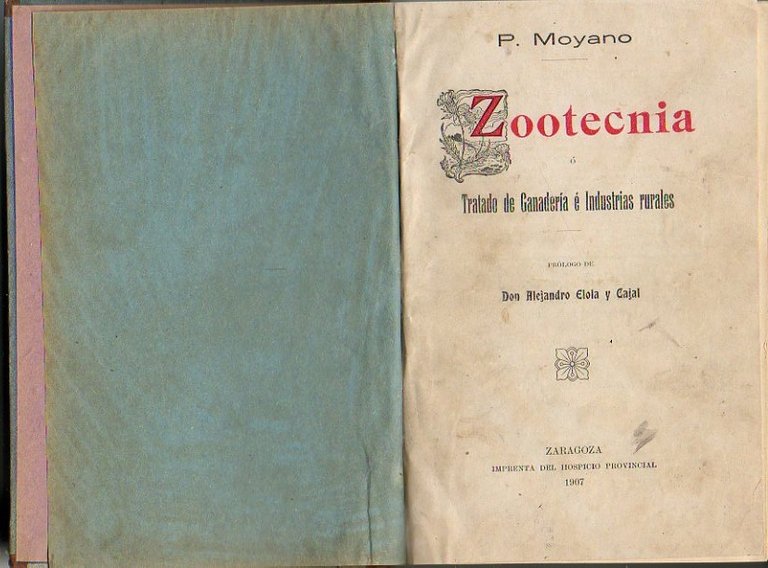 P. Moyano
Zootecnia
ó
Tratado de Ganadería é Industrias rurales
PRÓLOGO DE
Don Alejandro Elola y Cajal
ZARAGOZA
IMPRENTA DEL HOSPICIO PROVINCIAL
1907